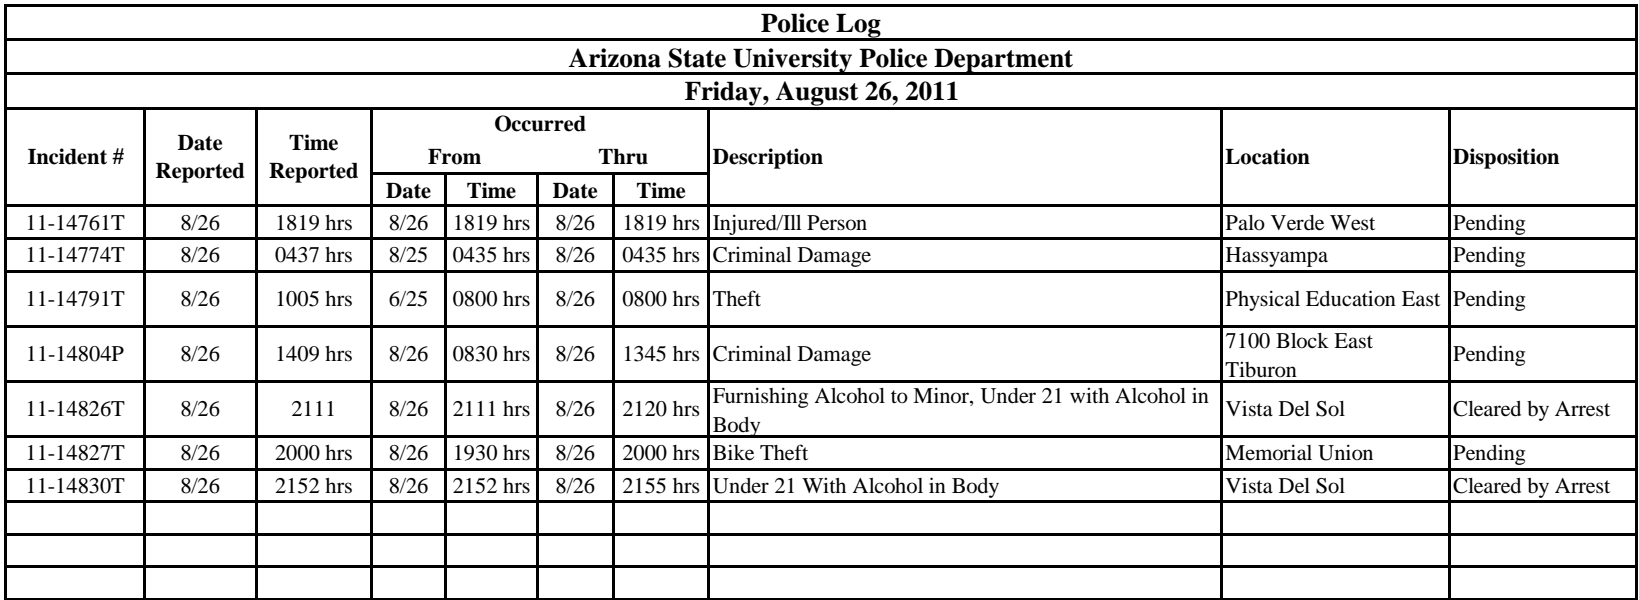 Police Log
Arizona State University Police Department
Friday, August 26, 2011
Incident # Date Reported Time Reported Occurred From Thru Description Location Disposition
Date Time Date Time
11-14761T 8/26 1819 hrs 8/26 1819 hrs 8/26 1819 hrs Injured/Ill Person Palo Verde West Pending
11-14774T 8/26 0437 hrs 8/25 0435 hrs 8/26 0435 hrs Criminal Damage Hassyampa Pending
11-14791T 8/26 1005 hrs 6/25 0800 hrs 8/26 0800 hrs Theft Physical Education East Pending
11-14804P 8/26 1409 hrs 8/26 0830 hrs 8/26 1345 hrs Criminal Damage 7100 Block East Tiburon Pending
11-14826T 8/26 2111 8/26 2111 hrs 8/26 2120 hrs Furnishing Alcohol to Minor, Under 21 with Alcohol in Body Vista Del Sol Cleared by Arrest
11-14827T 8/26 2000 hrs 8/26 1930 hrs 8/26 2000 hrs Bike Theft Memorial Union Pending
11-14830T 8/26 2152 hrs 8/26 2152 hrs 8/26 2155 hrs Under 21 With Alcohol in Body Vista Del Sol Cleared by Arrest